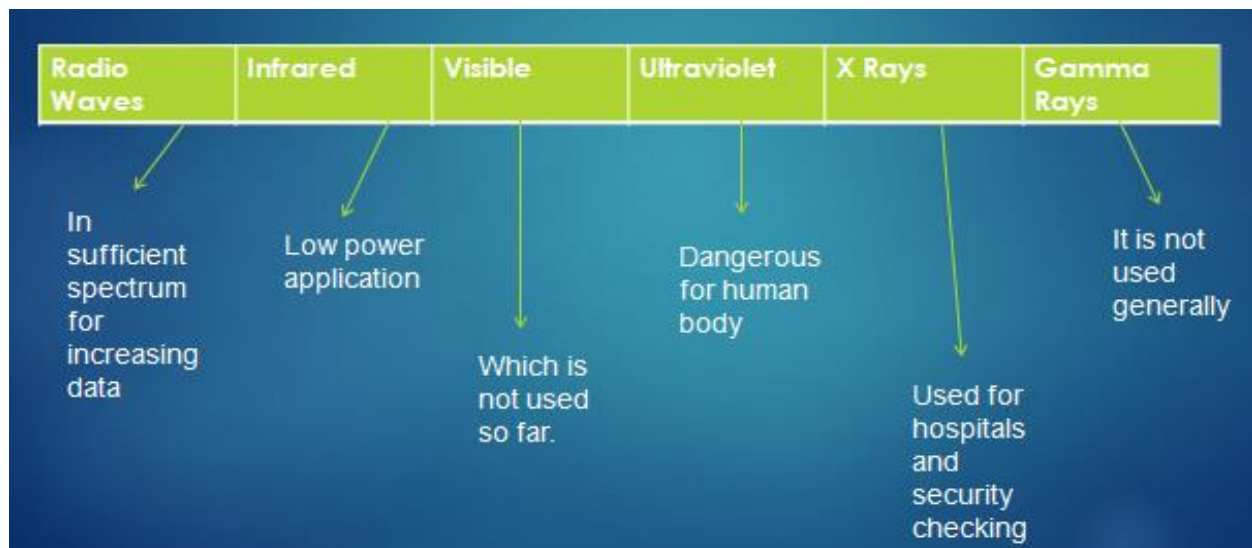 Radio
Waves
Infrared
Visible
Ultraviolet
X Rays
Gamma
Rays
In
sufficient
spectrum
for
increasing
data
Low power
application
Which is
not used
so far.
Dangerous
for human
body
Used for
hospitals
and
security
checking
It is not
used
generally